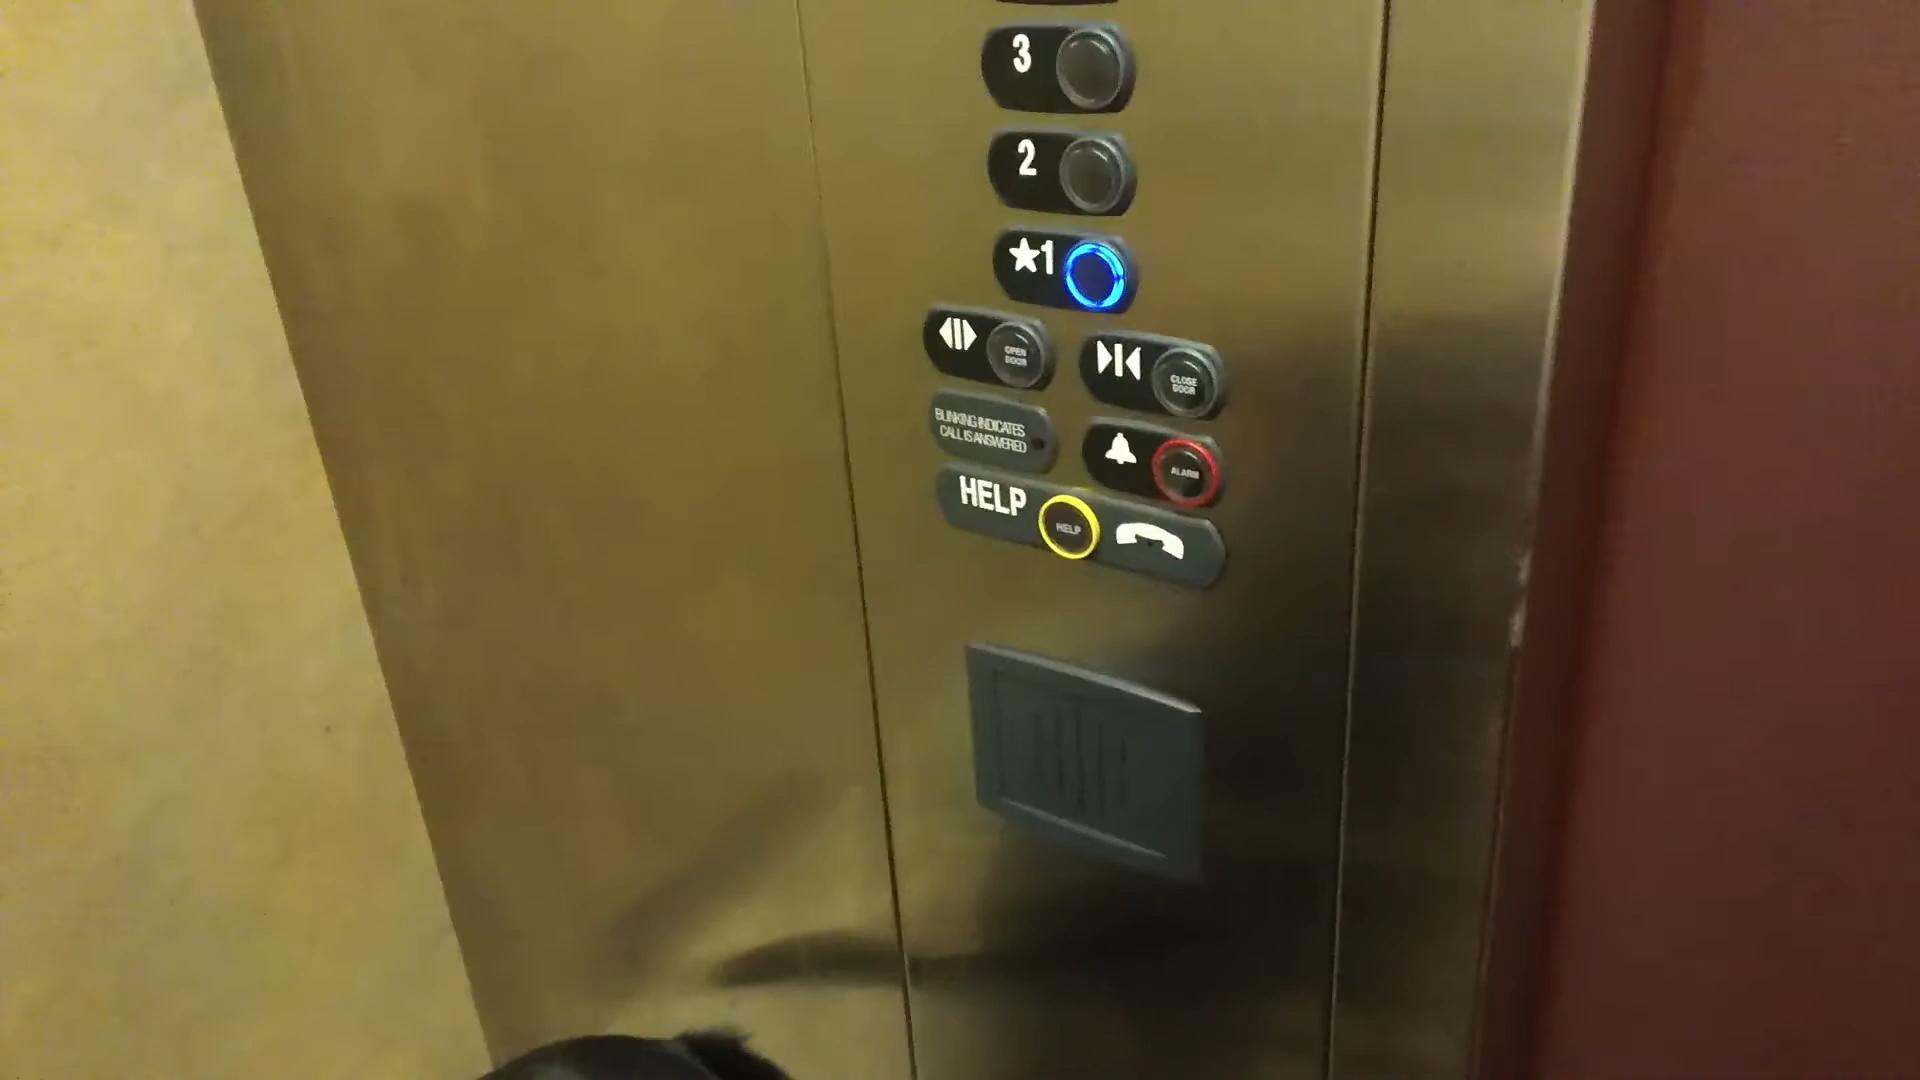 3
2
★1
OPEN
DOOR
CLOSE
DOOR
BLINKING INDICATES
CALL IS ANSWERED
ALARM
HELP
HELP